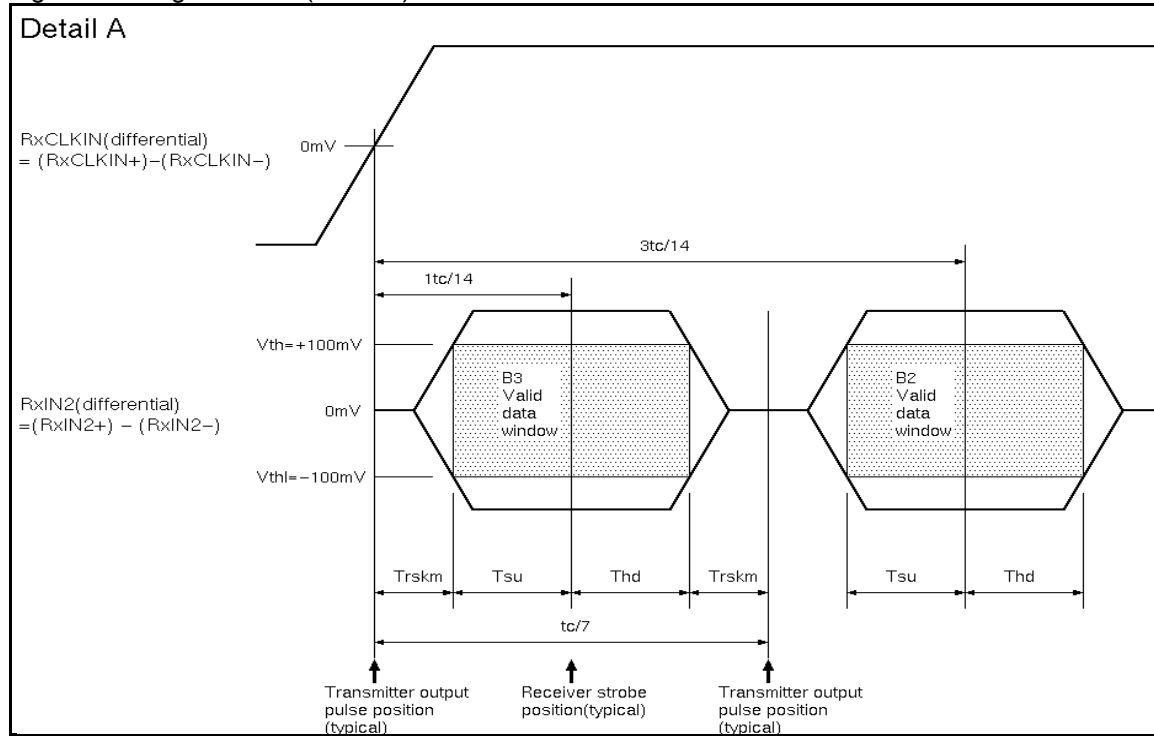 Detail A
RxCLKIN(differential)
= (RxCLKIN+)-(RxCLKIN-)
0mV
3tc/14
1tc/14
Vth=+100mV
B3
Valid
data
window
B2
Valid
data
window
RxIN2(differential)
=(RxIN2+) - (RxIN2-)
0mV
Vthl=-100mV
Trskm
Tsu
Thd
Trskm
Tsu
Thd
tc/7
Transmitter output
pulse position
(typical)
Receiver strobe
position(typical)
Transmitter output
pulse position
(typical)